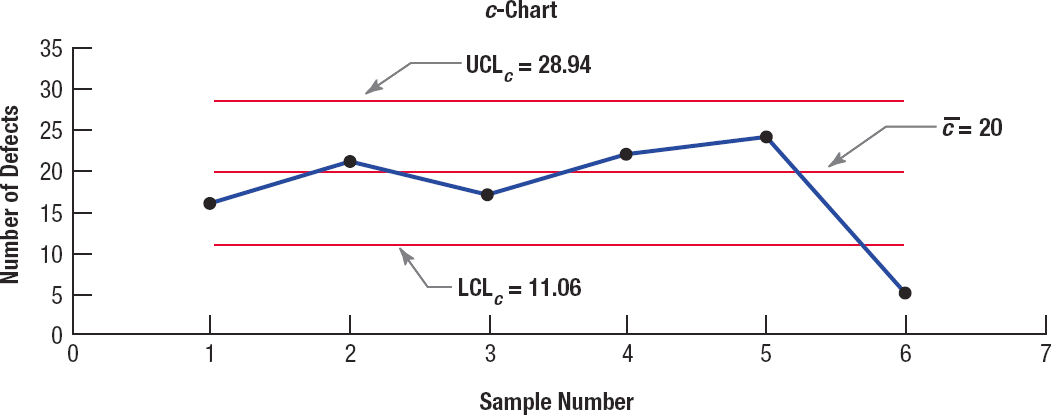 c-Chart
Number of Defects
35
30
25
20
15
10
5
0
UCLc = 28.94
c̅ = 20
LCLc = 11.06
0 1 2 3 4 5 6 7
Sample Number